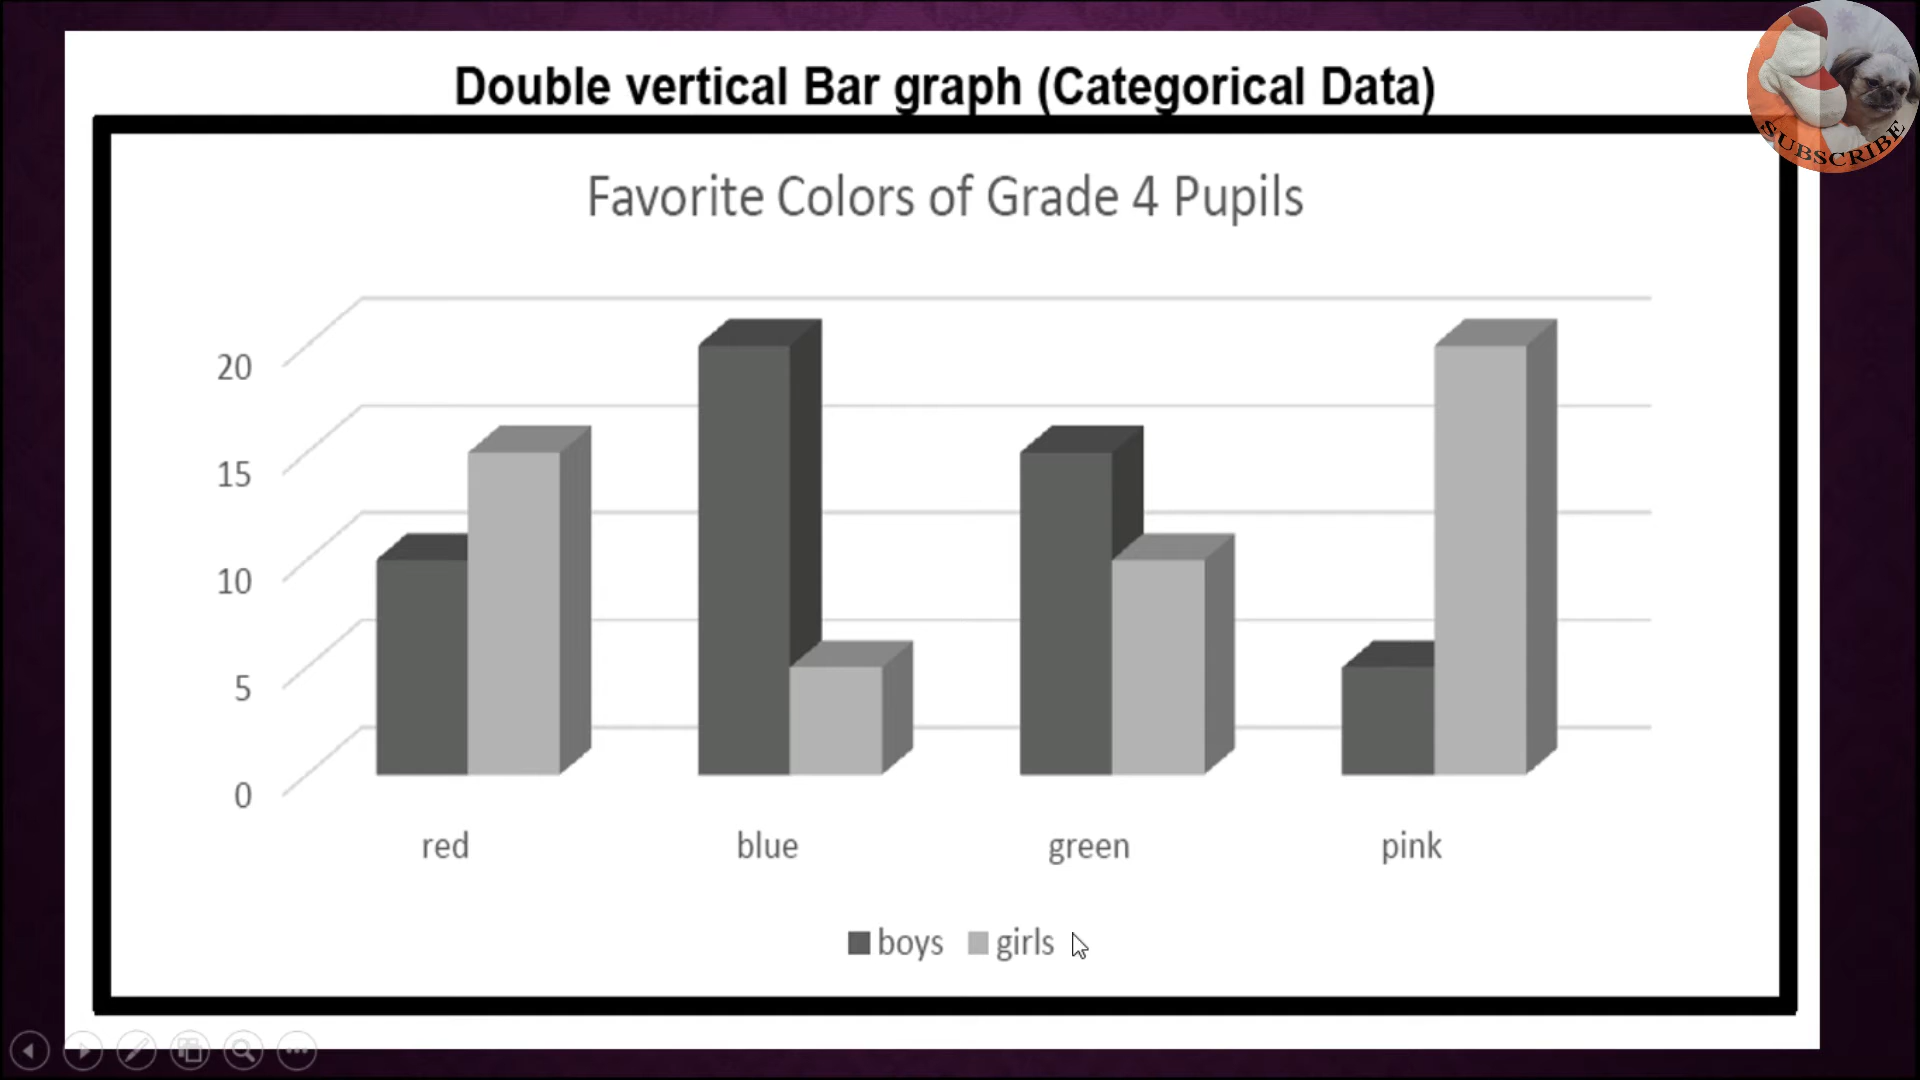 Double vertical Bar graph (Categorical Data)
SUBSCRIBE
Favorite Colors of Grade 4 Pupils
20
15
10
5
0
red blue green pink
boys girls